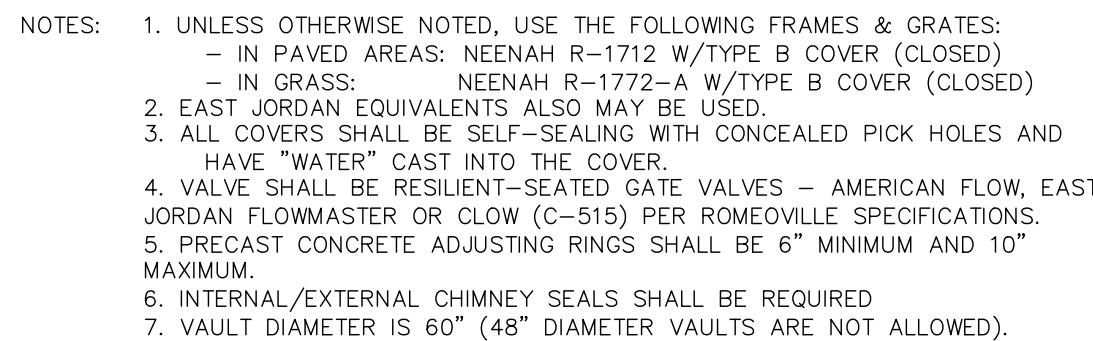 NOTES: 1. UNLESS OTHERWISE NOTED, USE THE FOLLOWING FRAMES & GRATES:
– IN PAVED AREAS: NEENAH R–1712 W/TYPE B COVER (CLOSED)
– IN GRASS: NEENAH R–1772–A W/TYPE B COVER (CLOSED)
2. EAST JORDAN EQUIVALENTS ALSO MAY BE USED.
3. ALL COVERS SHALL BE SELF–SEALING WITH CONCEALED PICK HOLES AND
HAVE "WATER" CAST INTO THE COVER.
4. VALVE SHALL BE RESILIENT–SEATED GATE VALVES – AMERICAN FLOW, EAST
JORDAN FLOWMASTER OR CLOW (C–515) PER ROMEOVILLE SPECIFICATIONS.
5. PRECAST CONCRETE ADJUSTING RINGS SHALL BE 6" MINIMUM AND 10"
MAXIMUM.
6. INTERNAL/EXTERNAL CHIMNEY SEALS SHALL BE REQUIRED
7. VAULT DIAMETER IS 60" (48" DIAMETER VAULTS ARE NOT ALLOWED).